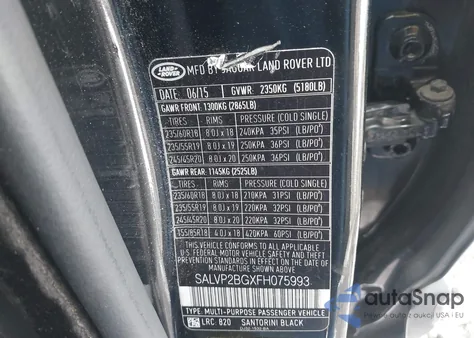 LAND-
ROVER
MFD BY JAGUAR LAND ROVER LTD
DATE 06/15 GVWR: 2350KG (5180LB)
GAWR FRONT: 1300KG (2865LB)
TIRES RIMS PRESSURE (COLD SINGLE)
235/60R18 8.0J x 18 240KPA 35PSI (LB/PO²)
235/55R19 8.0J x 19 250KPA 36PSI (LB/PO²)
245/45R20 8.0J x 20 250KPA 36PSI (LB/PO²)
GAWR REAR: 1145KG (2525LB)
TIRES RIMS PRESSURE (COLD SINGLE)
235/60R18 8.0J x 18 210KPA 31PSI (LB/PO²)
235/55R19 8.0J x 19 220KPA 32PSI (LB/PO²)
245/45R20 8.0J x 20 220KPA 32PSI (LB/PO²)
155/85R18 4.0J x 18 420KPA 60PSI (LB/PO²)
THIS VEHICLE CONFORMS TO ALL APPLICABLE
U.S. FEDERAL MOTOR VEHICLE SAFETY, BUMPER
AND THEFT PREVENTION STANDARDS IN EFFECT ON
THE DATE OF MANUFACTURE SHOWN ABOVE
SALVP2BGXFH075993
TYPE: MULTI-PURPOSE PASSENGER VEHICLE
LRC 820 SANTORINI BLACK
autoSnap